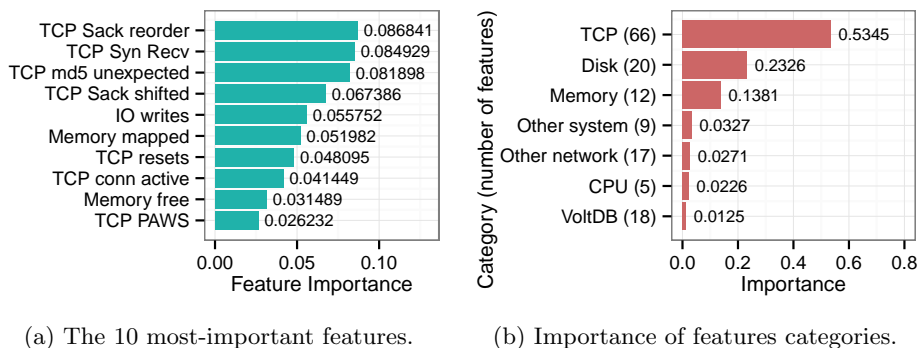 TCP Sack reorder 0.086841
TCP Syn Recv 0.084929
TCP md5 unexpected 0.081898
TCP Sack shifted 0.067386
IO writes 0.055752
Memory mapped 0.051982
TCP resets 0.048095
TCP conn active 0.041449
Memory free 0.031489
TCP PAWS 0.026232
0.00 0.05 0.10
Feature Importance
(a) The 10 most-important features.
Category (number of features)
TCP (66) 0.5345
Disk (20) 0.2326
Memory (12) 0.1381
Other system (9) 0.0327
Other network (17) 0.0271
CPU (5) 0.0226
VoltDB (18) 0.0125
0.0 0.2 0.4 0.6 0.8
Importance
(b) Importance of features categories.